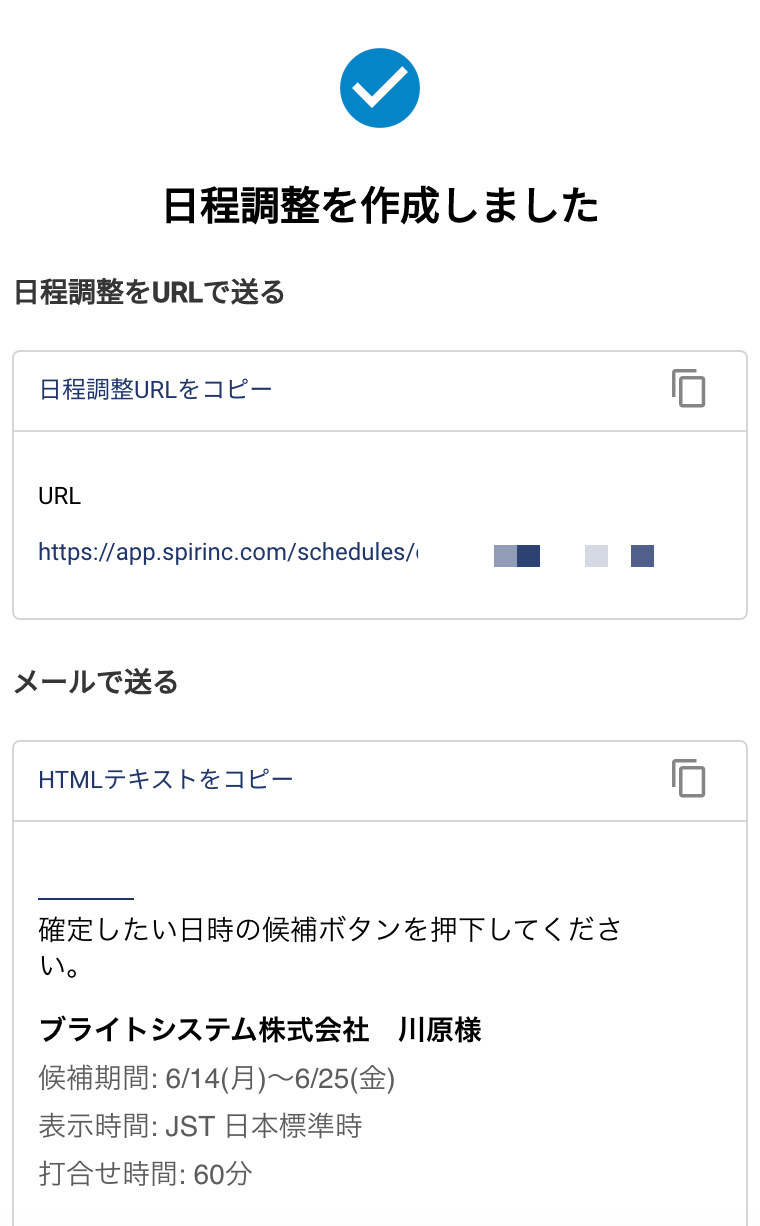 日程調整を作成しました
日程調整をURLで送る
日程調整URLをコピー
URL
https://app.spirinc.com/schedules/
メールで送る
HTMLテキストをコピー
確定したい日時の候補ボタンを押下してくださ
い。
ブライトシステム株式会社　川原様
候補期間: 6/14(月)〜6/25(金)
表示時間: JST 日本標準時
打合せ時間: 60分